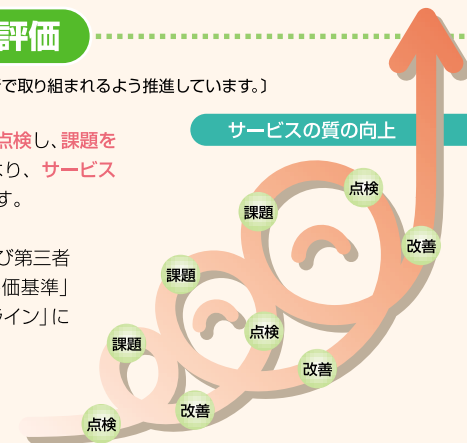 評価
で取り組まれるよう推進しています。〕
点検し、課題を
より、サービス
す。
び第三者
価基準」
ライン」に
サービスの質の向上
点検
課題
改善
課題
点検
改善
課題
改善
点検